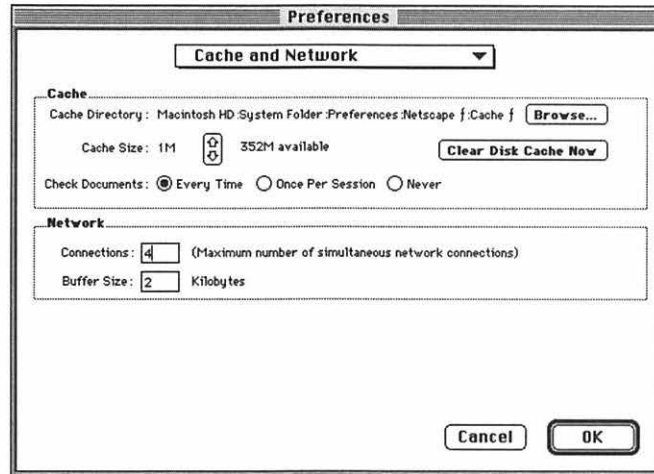 Preferences
Cache and Network
Cache
Cache Directory : Macintosh HD :System Folder :Preferences :Netscape ƒ :Cache ƒ Browse...
Cache Size : 1M 352M available Clear Disk Cache Now
Check Documents : Every Time Once Per Session Never
Network
Connections : 4 (Maximum number of simultaneous network connections)
Buffer Size : 2 Kilobytes
Cancel OK